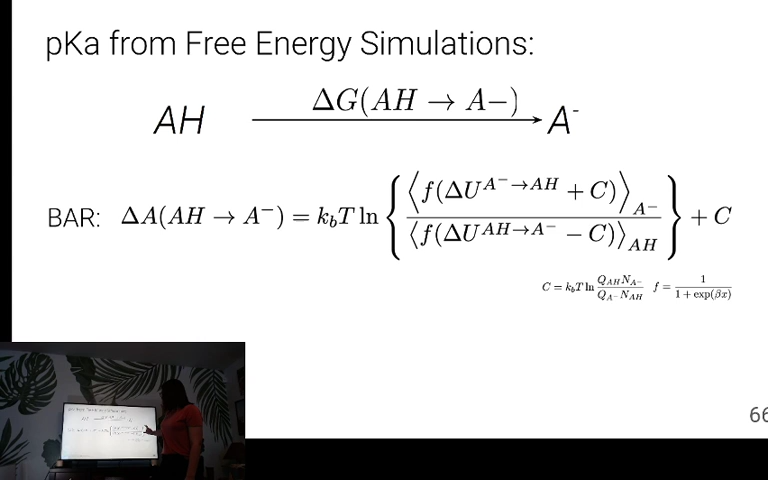 pKa from Free Energy Simulations:
AH ΔG(AH → A−) A⁻
BAR: ΔA(AH → A⁻) = k_bT ln { ⟨f(ΔU^{A⁻→AH} + C)⟩_{A−} / ⟨f(ΔU^{AH→A⁻} − C)⟩_{AH} } + C
C = k_bT ln Q_{AH}N_{A⁻} / Q_{A⁻}N_{AH} f = 1 / 1 + exp(βx)
66